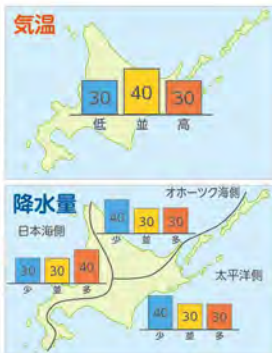 気温
30 40 30
低 並 高
降水量
オホーツク海側
40 30 30
少 並 多
日本海側
30 30 40
少 並 多
太平洋側
40 30 30
少 並 多